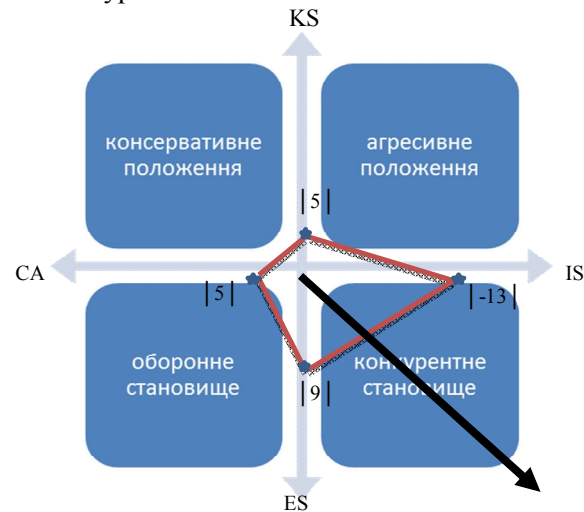 KS
консервативне
положення
агресивне
положення
|5|
CA
IS
|5|
|-13|
оборонне
становище
конкурентне
становище
|9|
ES